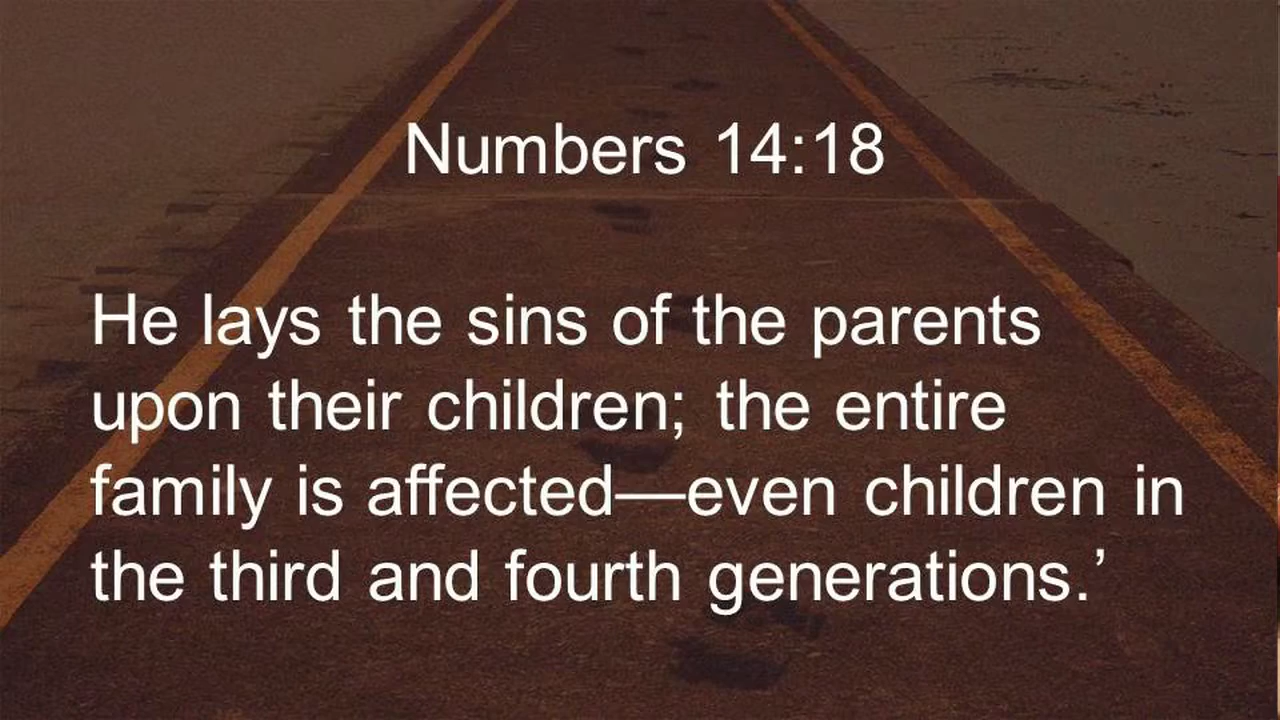 Numbers 14:18
He lays the sins of the parents
upon their children; the entire
family is affected—even children in
the third and fourth generations.’